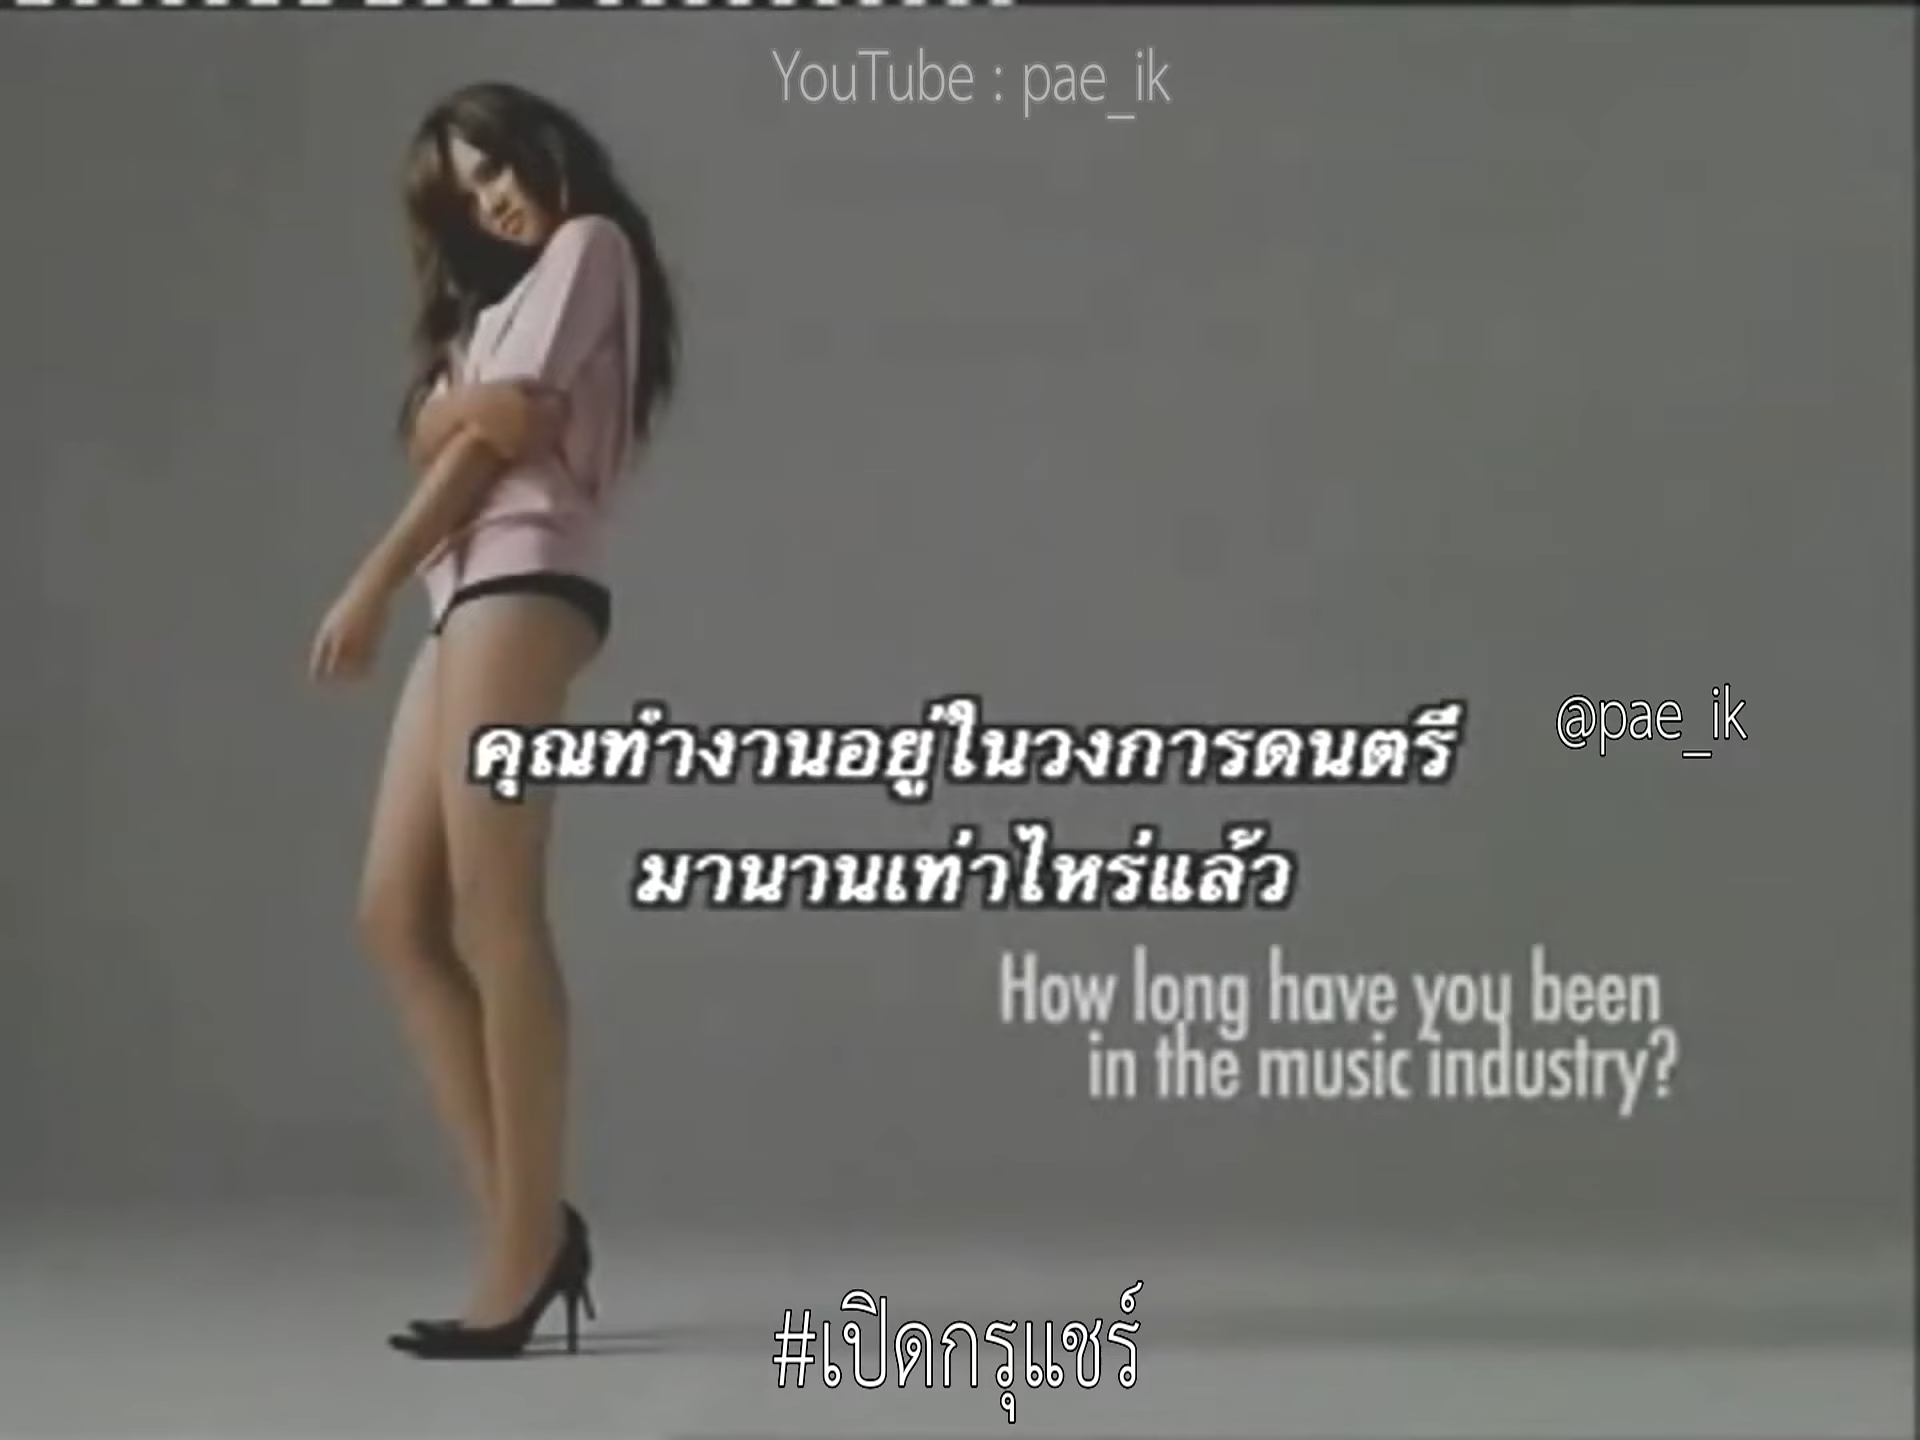 YouTube : pae_ik
คุณทำงานอยู่ในวงการดนตรี
@pae_ik
มานานเท่าไหร่แล้ว
How long have you been
in the music industry?
#เปิดกรุแชร์